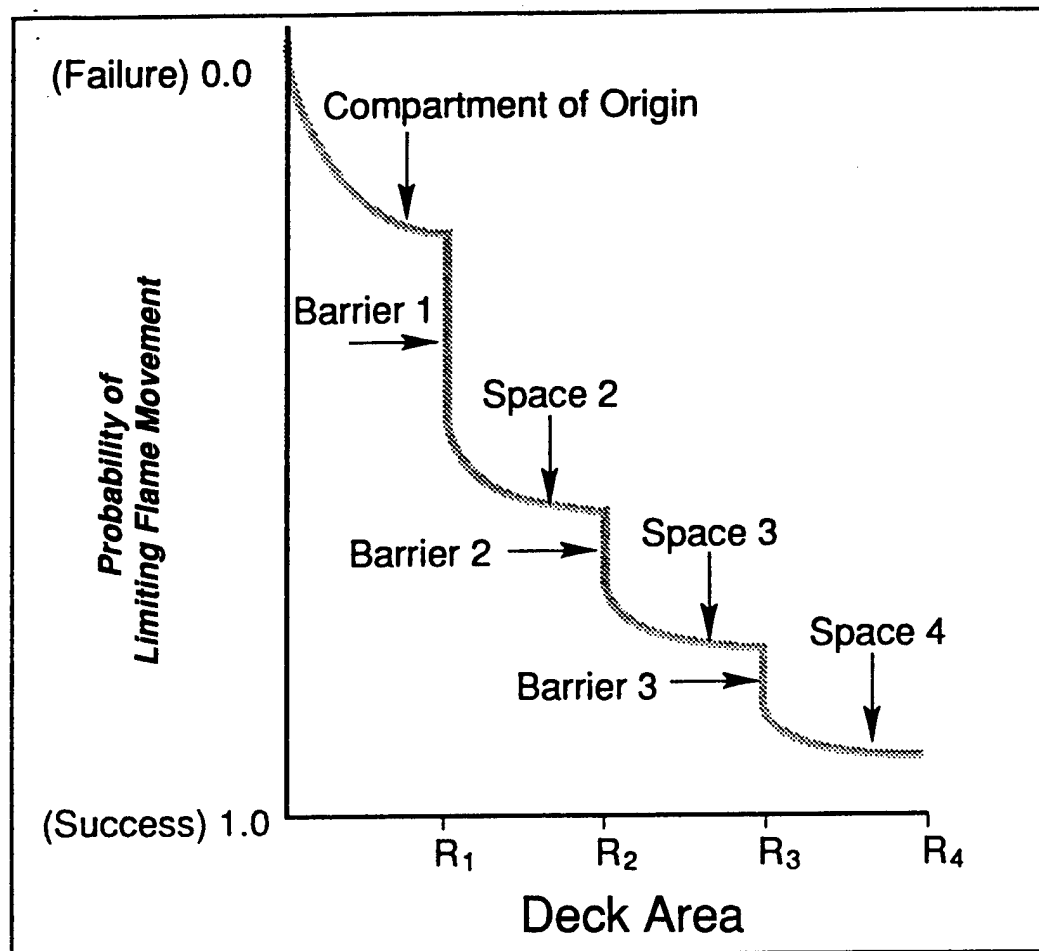 (Failure) 0.0
Compartment of Origin
Barrier 1
Space 2
Probability of
Limiting Flame Movement
Barrier 2
Space 3
Space 4
Barrier 3
(Success) 1.0
R1
R2
R3
R4
Deck Area